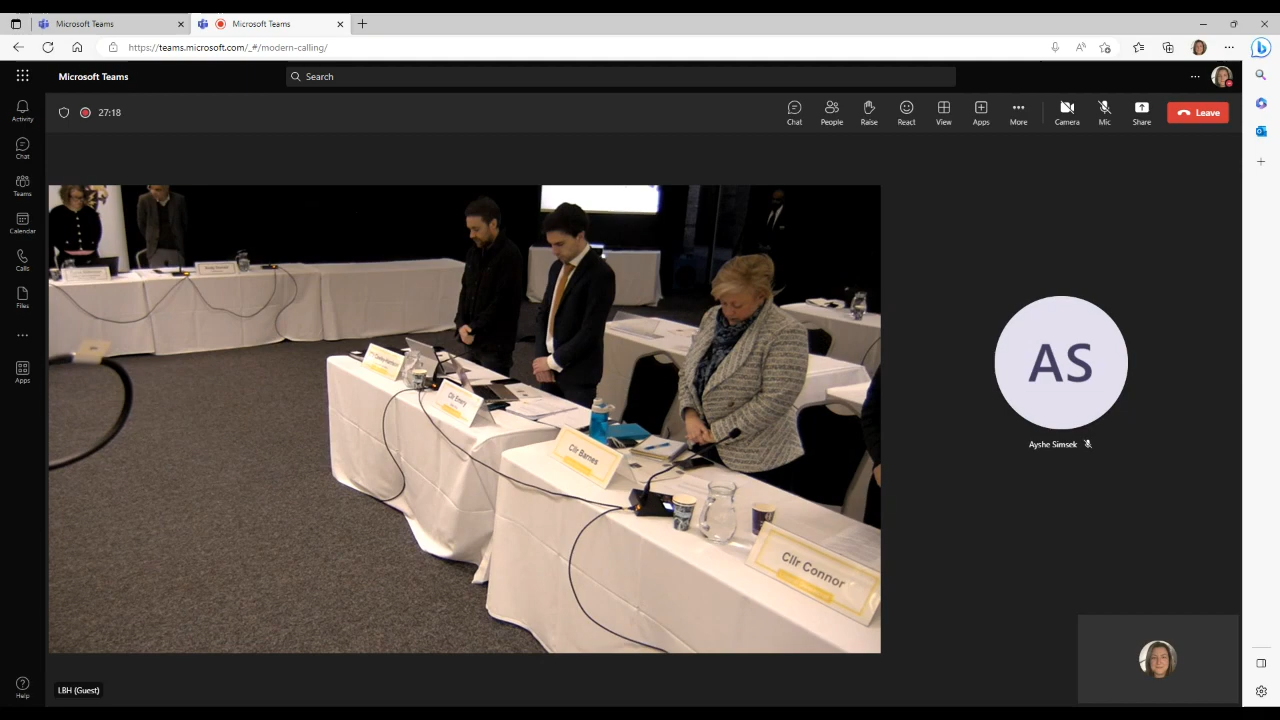 Microsoft Teams
Microsoft Teams
https://teams.microsoft.com/_#/modern-calling/
Microsoft Teams
Search
27:18
Chat
People
Raise
React
View
Apps
More
Camera
Mic
Share
Leave
Activity
Chat
Teams
Calendar
Calls
Files
Apps
Help
Cllr Emery
Cllr Barnes
Cllr Connor
AS
Ayshe Simsek
LBH (Guest)